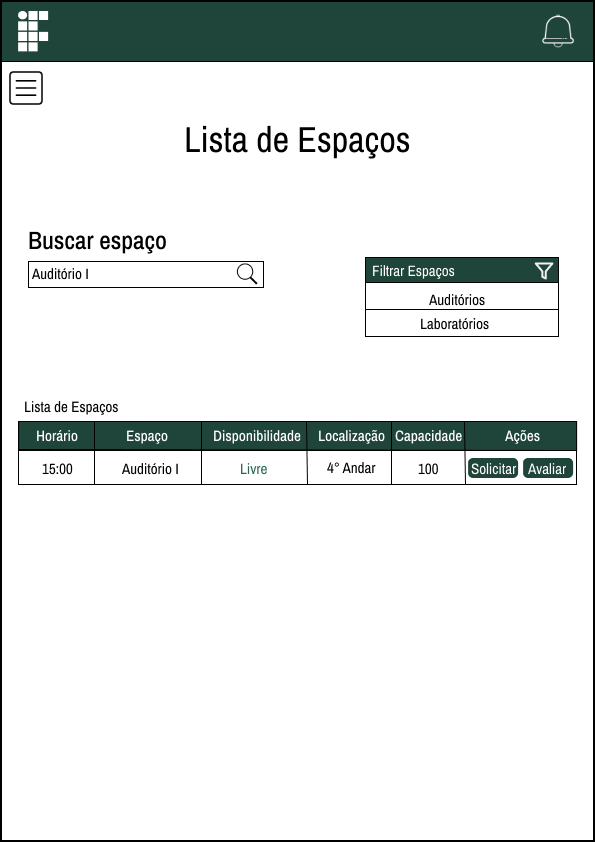 Lista de Espaços
Buscar espaço
Auditório I
Filtrar Espaços
Auditórios
Laboratórios
Lista de Espaços
Horário Espaço Disponibilidade Localização Capacidade Ações
15:00 Auditório I Livre 4° Andar 100 Solicitar Avaliar